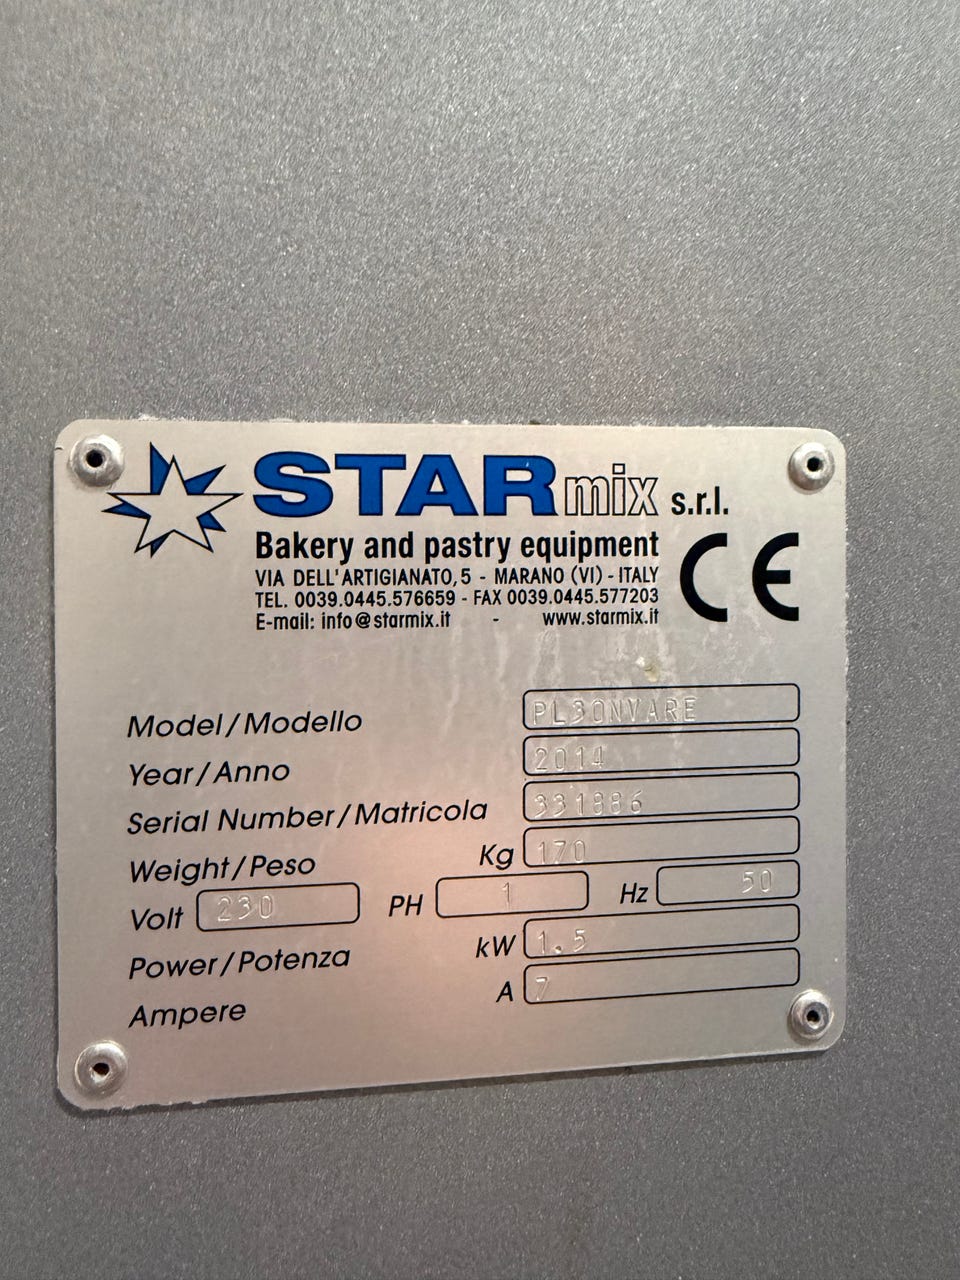 STARmix s.r.l.
Bakery and pastry equipment
VIA DELL'ARTIGIANATO, 5 - MARANO (VI) - ITALY
TEL. 0039.0445.576659 - FAX 0039.0445.577203
E-mail: info@starmix.it - www.starmix.it
CE
Model/Modello PL30NVARE
Year/Anno 2014
Serial Number/Matricola 331886
Weight/Peso Kg 170
Volt 230 PH 1 Hz 50
Power/Potenza kW 1.5
Ampere A 7